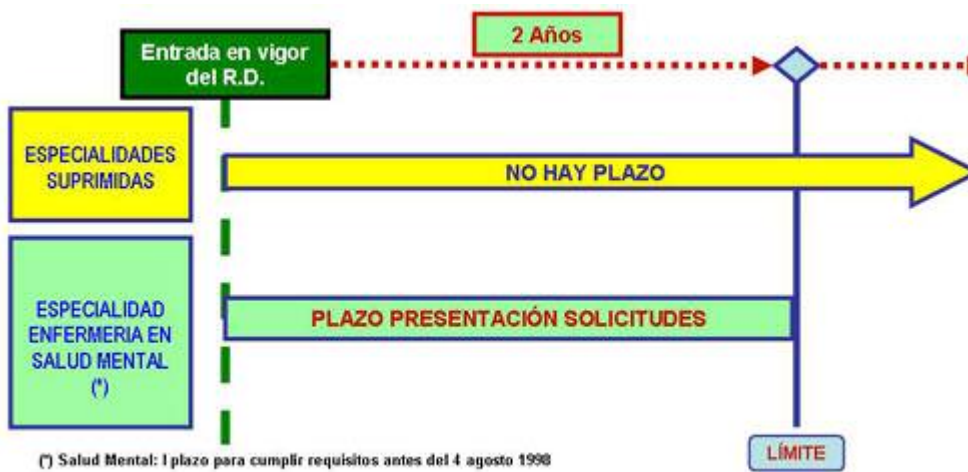 2 Años
Entrada en vigor
del R.D.
ESPECIALIDADES
SUPRIMIDAS
NO HAY PLAZO
ESPECIALIDAD
ENFERMERIA EN
SALUD MENTAL
(*)
PLAZO PRESENTACIÓN SOLICITUDES
(*) Salud Mental: l plazo para cumplir requisitos antes del 4 agosto 1998
LÍMITE